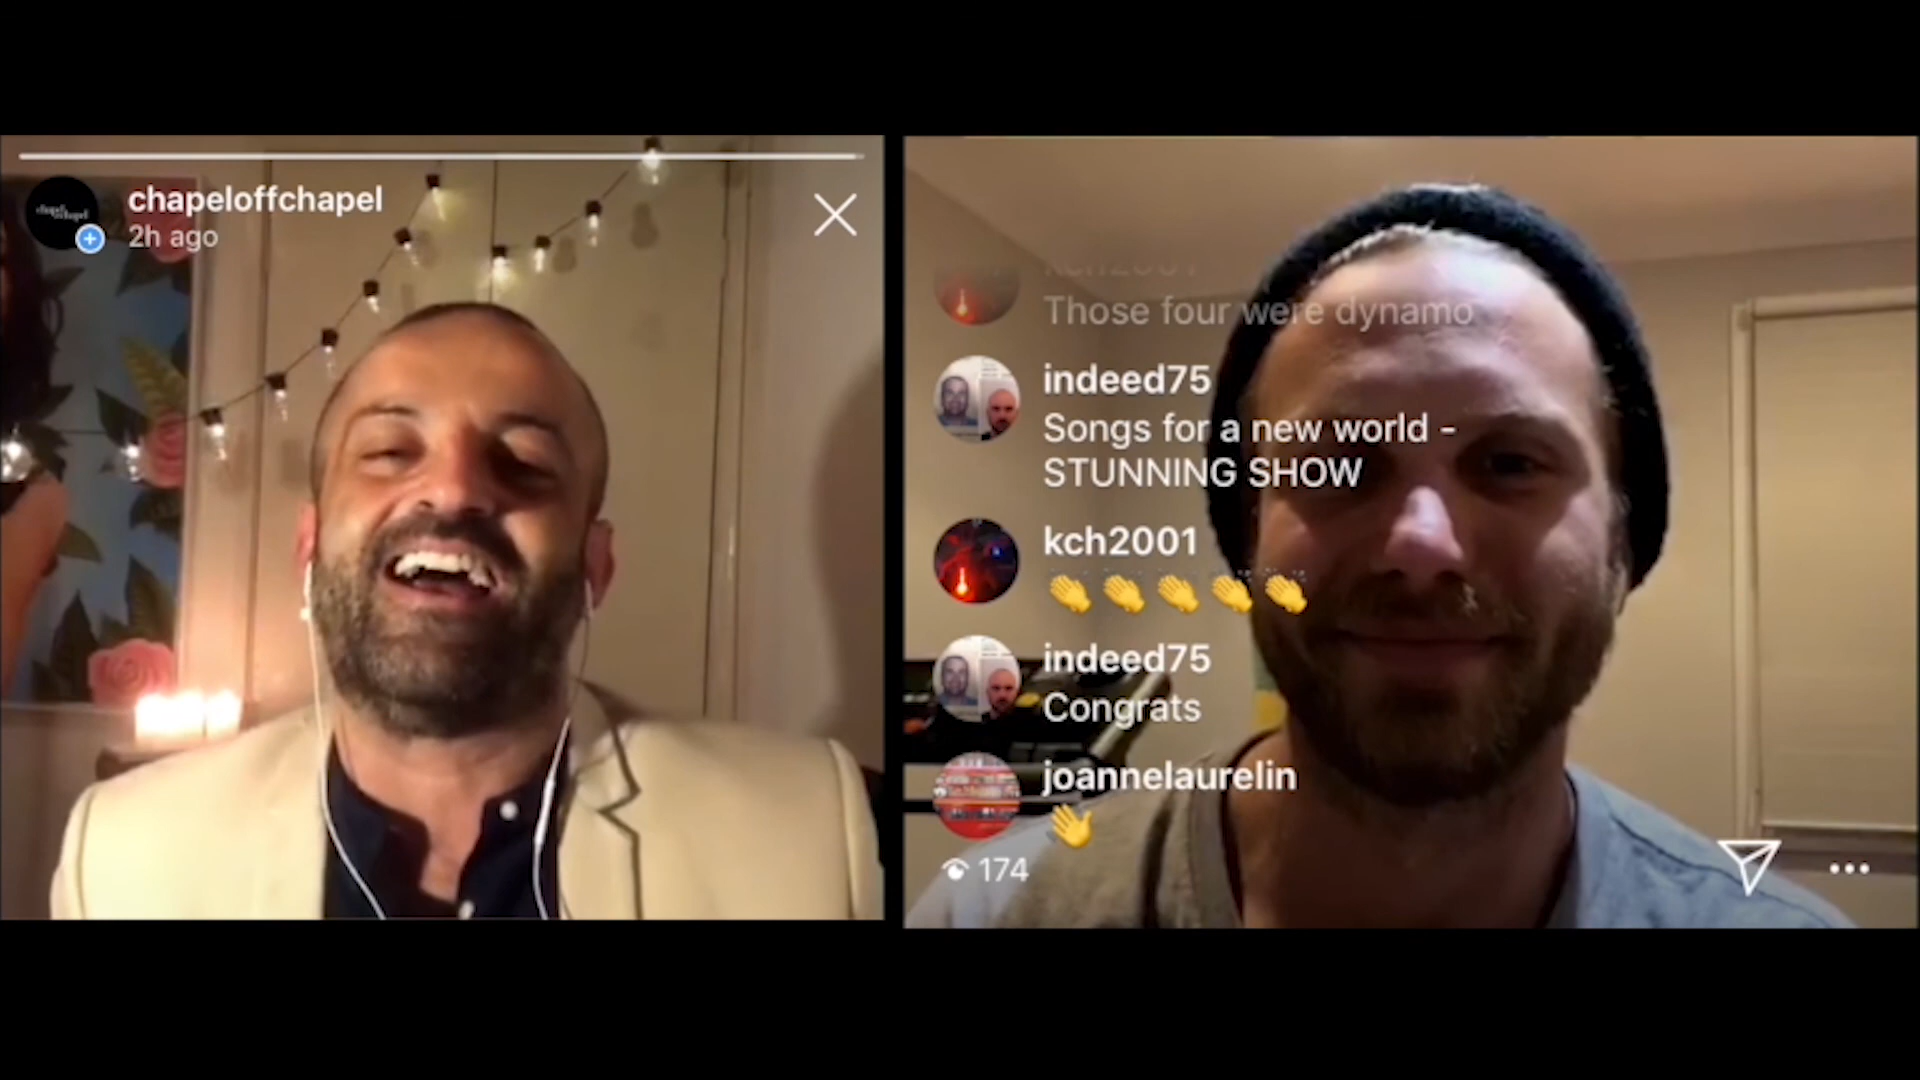 chapeloffchapel
2h ago
kch2001
Those four were dynamo
indeed75
Songs for a new world -
STUNNING SHOW
kch2001
👏👏👏👏👏
indeed75
Congrats
joannelaurelin
👋
174